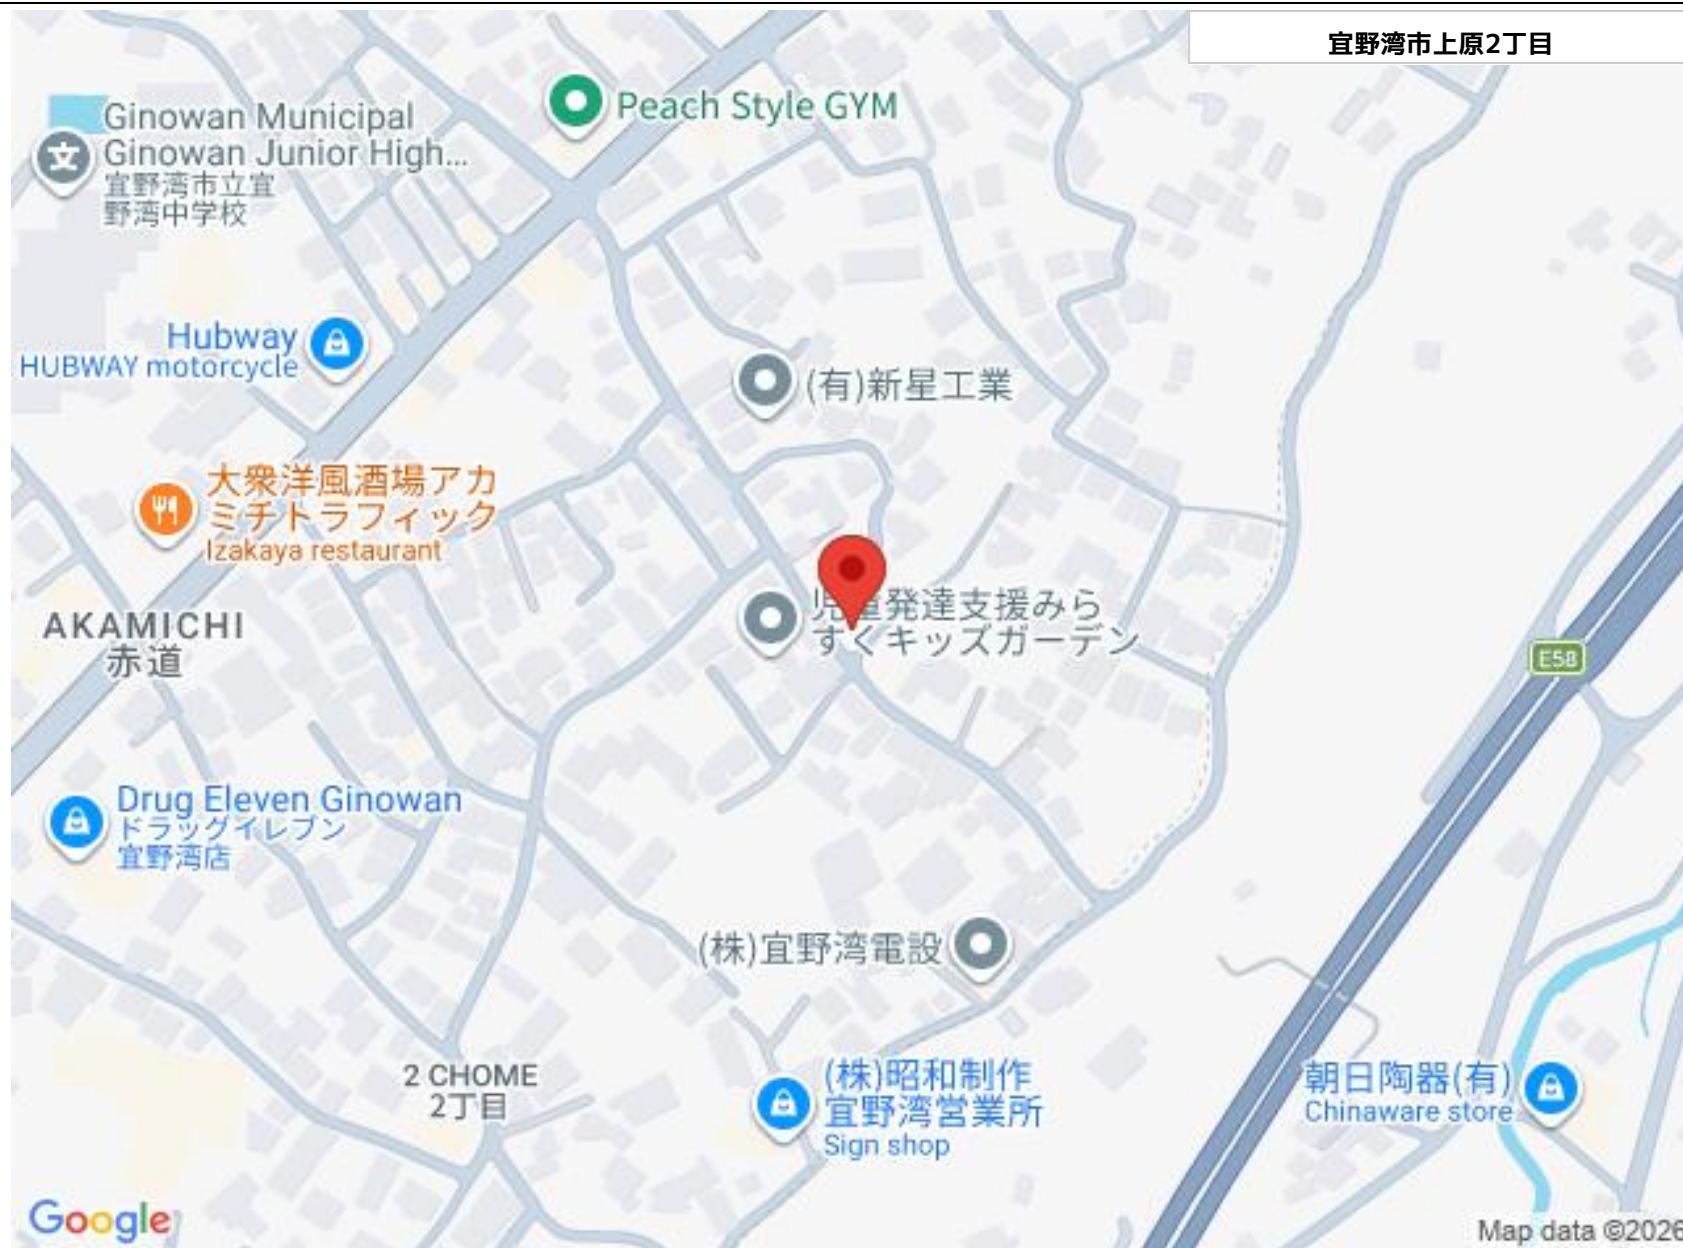 宜野湾市上原2丁目
Peach Style GYM
Ginowan Municipal
Ginowan Junior High...
宜野湾市立宜
野湾中学校
Hubway
HUBWAY motorcycle
(有)新星工業
大衆洋風酒場アカ
ミチトラフィック
Izakaya restaurant
児童発達支援みら
すくキッズガーデン
AKAMICHI
赤道
E58
Drug Eleven Ginowan
ドラッグイレブン
宜野湾店
(株)宜野湾電設
2 CHOME
2丁目
(株)昭和制作
宜野湾営業所
Sign shop
朝日陶器(有)
Chinaware store
Google
Map data ©2026